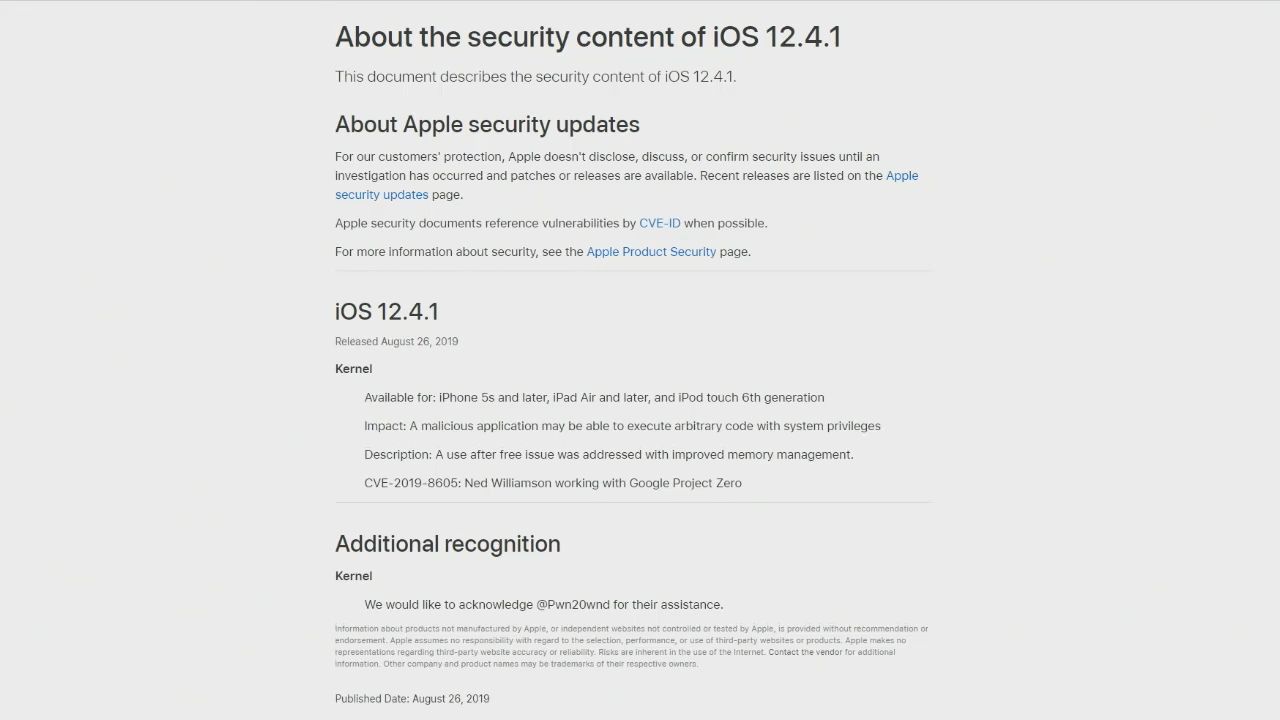 About the security content of iOS 12.4.1
This document describes the security content of iOS 12.4.1.
About Apple security updates
For our customers' protection, Apple doesn't disclose, discuss, or confirm security issues until an
investigation has occurred and patches or releases are available. Recent releases are listed on the Apple
security updates page.
Apple security documents reference vulnerabilities by CVE-ID when possible.
For more information about security, see the Apple Product Security page.
iOS 12.4.1
Released August 26, 2019
Kernel
Available for: iPhone 5s and later, iPad Air and later, and iPod touch 6th generation
Impact: A malicious application may be able to execute arbitrary code with system privileges
Description: A use after free issue was addressed with improved memory management.
CVE-2019-8605: Ned Williamson working with Google Project Zero
Additional recognition
Kernel
We would like to acknowledge @Pwn20wnd for their assistance.
Information about products not manufactured by Apple, or independent websites not controlled or tested by Apple, is provided without recommendation or
endorsement. Apple assumes no responsibility with regard to the selection, performance, or use of third-party websites or products. Apple makes no
representations regarding third-party website accuracy or reliability. Risks are inherent in the use of the Internet. Contact the vendor for additional
information. Other company and product names may be trademarks of their respective owners.
Published Date: August 26, 2019